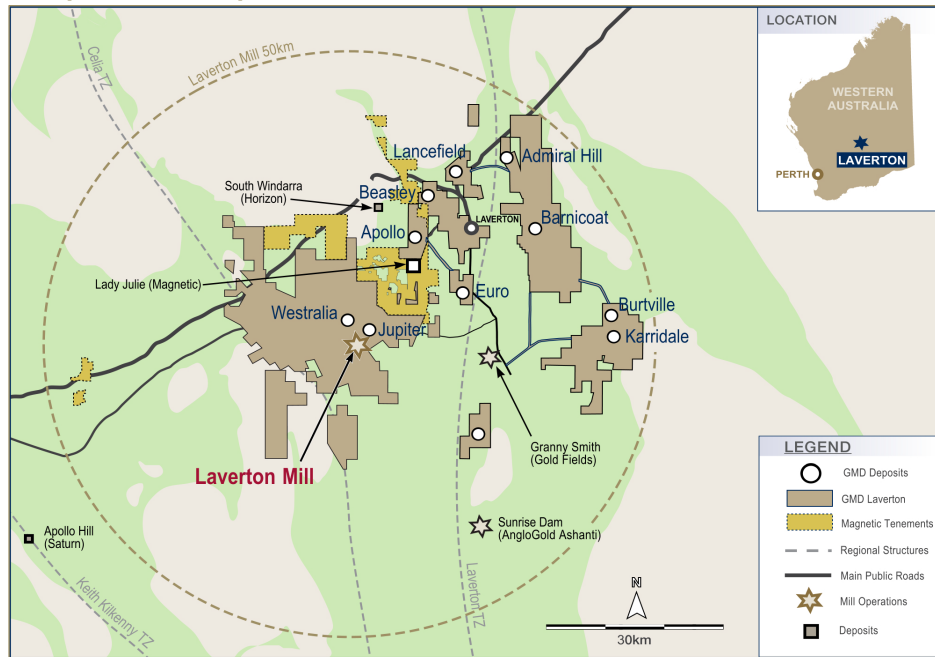 Laverton Mill 50km
Celia TZ
LOCATION
WESTERN
AUSTRALIA
LAVERTON
PERTH
Lancefield
Admiral Hill
South Windarra
(Horizon)
Beasley
LAVERTON
Barnicoat
Apollo
Lady Julie (Magnetic)
Euro
Burtville
Westralia
Jupiter
Karridale
Granny Smith
(Gold Fields)
Laverton Mill
Sunrise Dam
(AngloGold Ashanti)
Apollo Hill
(Saturn)
Keith Kilkenny TZ
Laverton TZ
N
30km
LEGEND
GMD Deposits
GMD Laverton
Magnetic Tenements
Regional Structures
Main Public Roads
Mill Operations
Deposits